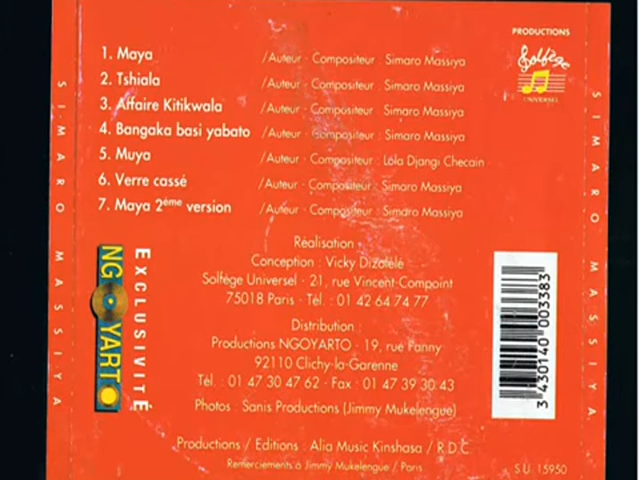 PRODUCTIONS
Solfège
UNIVERSEL
1. Maya /Auteur · Compositeur : Simaro Massiya
2. Tshiala /Auteur · Compositeur : Simaro Massiya
3. Affaire Kitikwala /Auteur · Compositeur : Simaro Massiya
4. Bangaka basi yabato /Auteur · Compositeur : Simaro Massiya
5. Muya /Auteur · Compositeur : Lola Djangi Checain
6. Verre cassé /Auteur · Compositeur : Simaro Massiya
7. Maya 2ème version /Auteur · Compositeur : Simaro Massiya
Réalisation :
Conception : Vicky Dizolélé
Solfège Universel · 21, rue Vincent-Compoint
75018 Paris · Tél. : 01 42 64 74 77
Distribution :
Productions NGOYARTO · 19, rue Fanny
92110 Clichy-la-Garenne
Tél. : 01 47 30 47 62 · Fax : 01 47 39 30 43
Photos : Sanis Productions (Jimmy Mukelengue)
Productions / Editions : Alia Music Kinshasa / R.D.C.
Remerciements à Jimmy Mukelengue / Paris
S.U. 15950
EXCLUSIVITÉ
NGOYARTO
3 430140 003383
SIMARO MASSIYA
SIMARO MASSIYA